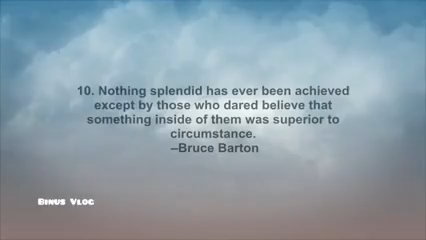 10. Nothing splendid has ever been achieved
except by those who dared believe that
something inside of them was superior to
circumstance.
–Bruce Barton
Binus Vlog